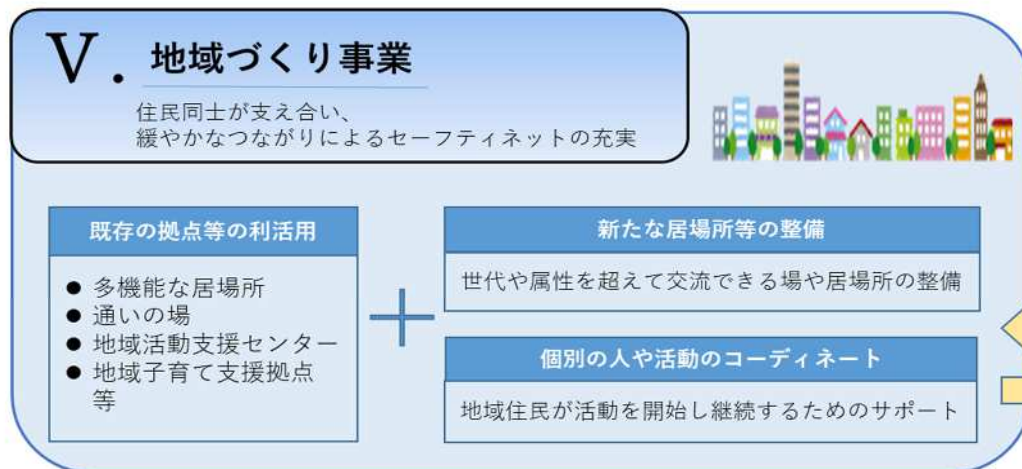 Ⅴ. 地域づくり事業
住民同士が支え合い、
緩やかなつながりによるセーフティネットの充実
既存の拠点等の利活用
● 多機能な居場所
● 通いの場
● 地域活動支援センター
● 地域子育て支援拠点
等
新たな居場所等の整備
世代や属性を超えて交流できる場や居場所の整備
個別の人や活動のコーディネート
地域住民が活動を開始し継続するためのサポート